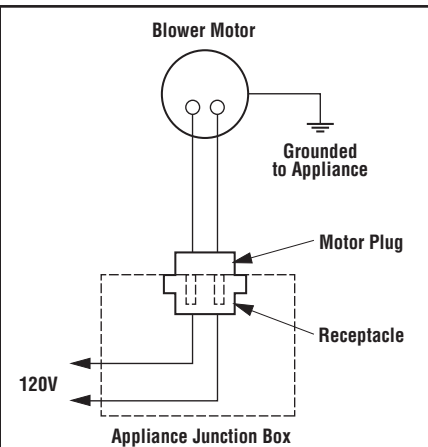 Blower Motor
Grounded
to Appliance
Motor Plug
Receptacle
120V
Appliance Junction Box